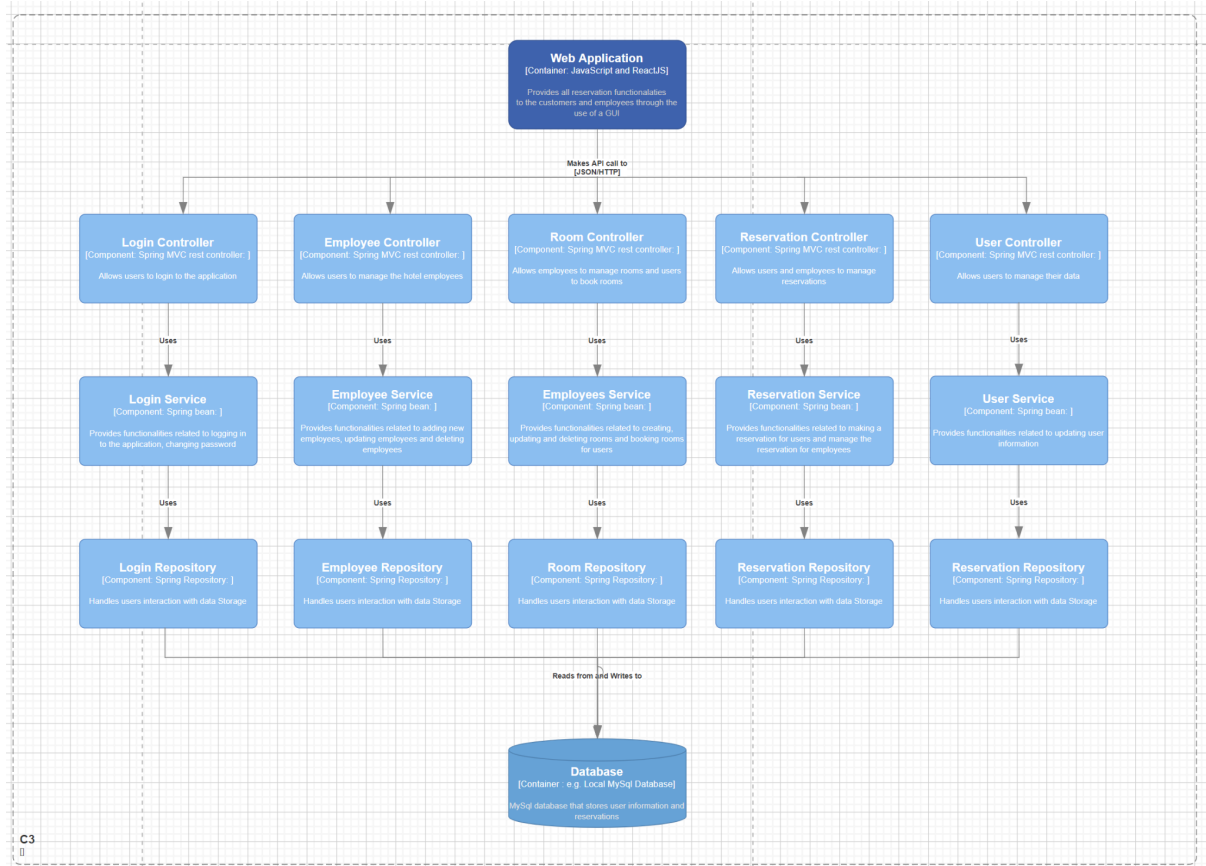 Web Application
[Container: JavaScript and ReactJS]
Provides all reservation functionalaties
to the customers and employees through the
use of a GUI
Makes API call to
[JSON/HTTP]
Login Controller
[Component: Spring MVC rest controller: ]
Allows users to login to the application
Employee Controller
[Component: Spring MVC rest controller: ]
Allows users to manage the hotel employees
Room Controller
[Component: Spring MVC rest controller: ]
Allows employees to manage rooms and users
to book rooms
Reservation Controller
[Component: Spring MVC rest controller: ]
Allows users and employees to manage
reservations
User Controller
[Component: Spring MVC rest controller: ]
Allows users to manage their data
Uses
Uses
Uses
Uses
Uses
Login Service
[Component: Spring bean: ]
Provides functionalities related to logging in
to the application, changing password
Employee Service
[Component: Spring bean: ]
Provides functionalities related to adding new
employees, updating employees and deleting
employees
Employees Service
[Component: Spring bean: ]
Provides functionalities related to creating,
updating and deleting rooms and booking rooms
for users
Reservation Service
[Component: Spring bean: ]
Provides functionalities related to making a
reservation for users and manage the
reservation for employees
User Service
[Component: Spring bean: ]
Provides functionalities related to updating user
information
Uses
Uses
Uses
Uses
Uses
Login Repository
[Component: Spring Repository: ]
Handles users interaction with data Storage
Employee Repository
[Component: Spring Repository: ]
Handles users interaction with data Storage
Room Repository
[Component: Spring Repository: ]
Handles users interaction with data Storage
Reservation Repository
[Component: Spring Repository: ]
Handles users interaction with data Storage
Reservation Repository
[Component: Spring Repository: ]
Handles users interaction with data Storage
Reads from and Writes to
Database
[Container : e.g. Local MySql Database]
MySql database that stores user information and
reservations
C3
[]